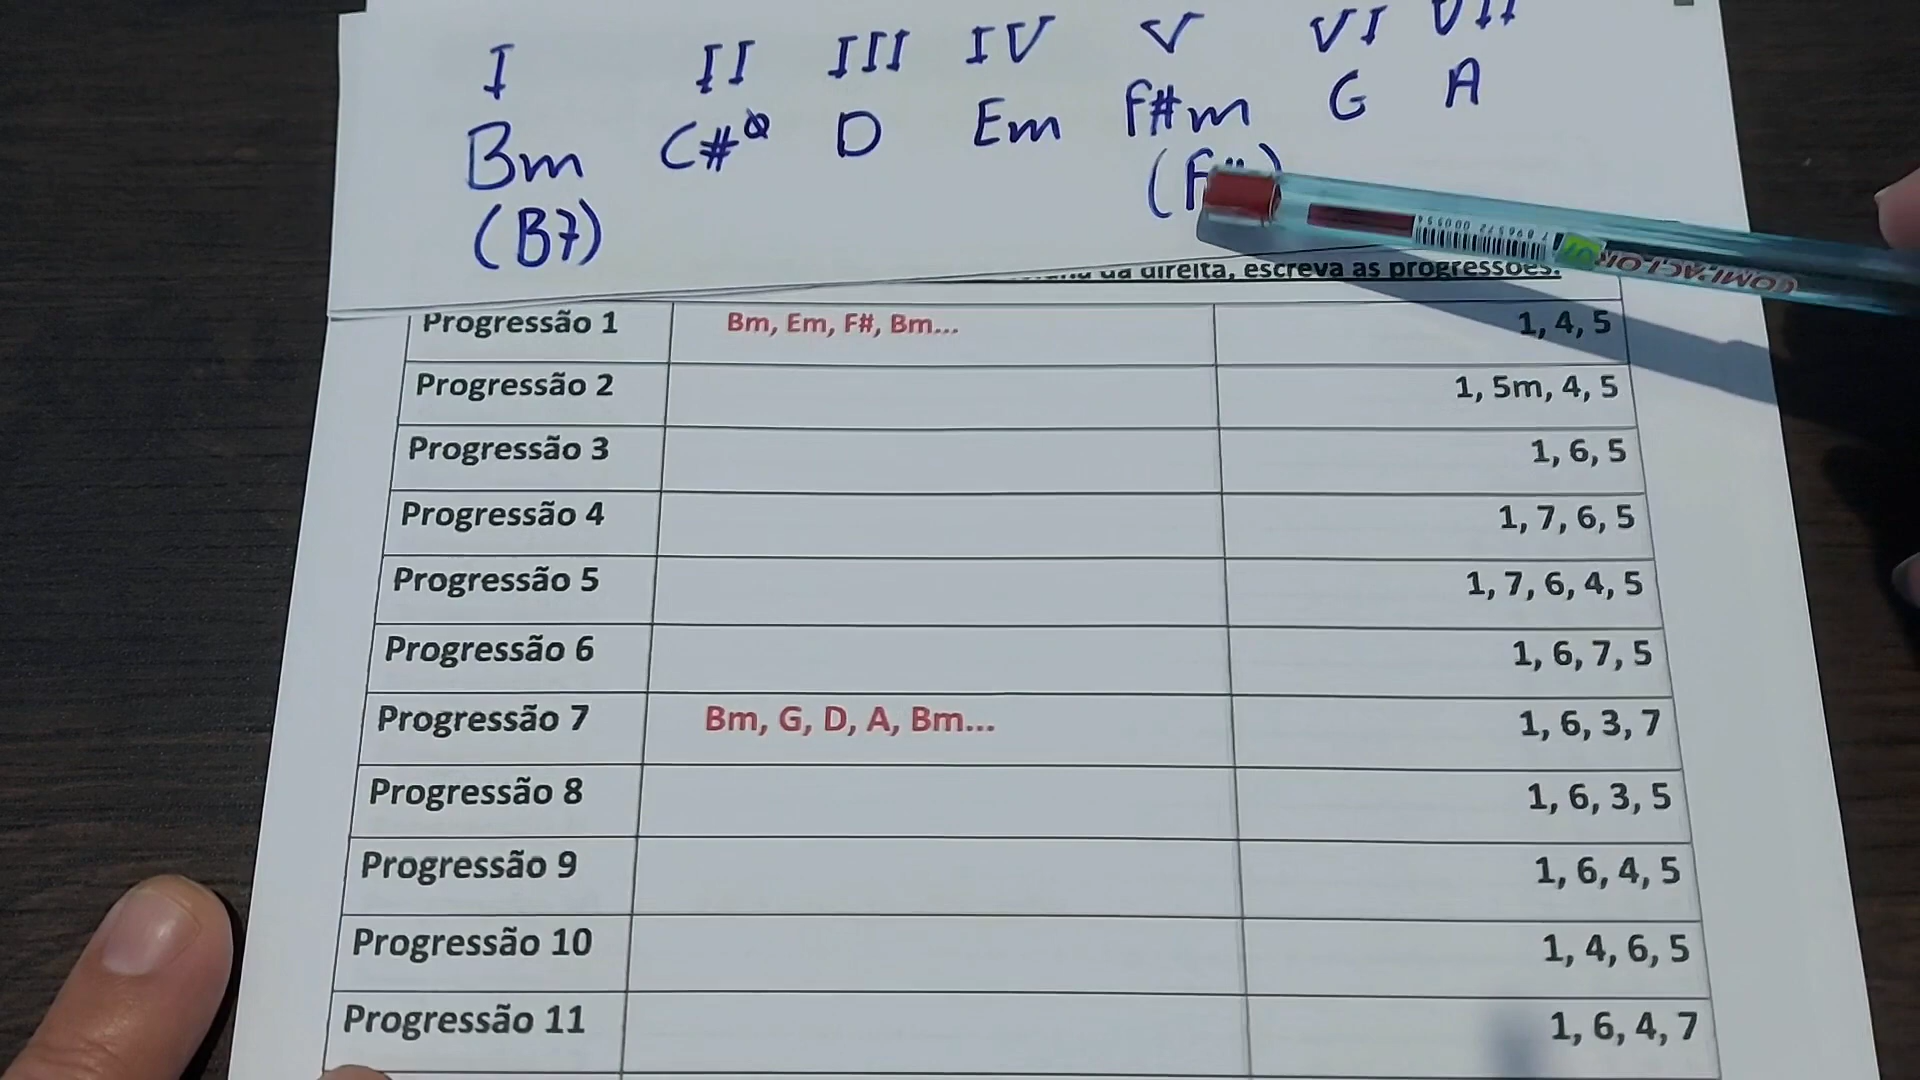 I II III IV V VI VII
Bm C#ø D Em F#m G A
(B7) (F#)
da direita, escreva as progressões.
Progressão 1 Bm, Em, F#, Bm... 1, 4, 5
Progressão 2 1, 5m, 4, 5
Progressão 3 1, 6, 5
Progressão 4 1, 7, 6, 5
Progressão 5 1, 7, 6, 4, 5
Progressão 6 1, 6, 7, 5
Progressão 7 Bm, G, D, A, Bm... 1, 6, 3, 7
Progressão 8 1, 6, 3, 5
Progressão 9 1, 6, 4, 5
Progressão 10 1, 4, 6, 5
Progressão 11 1, 6, 4, 7
COMPACLOR